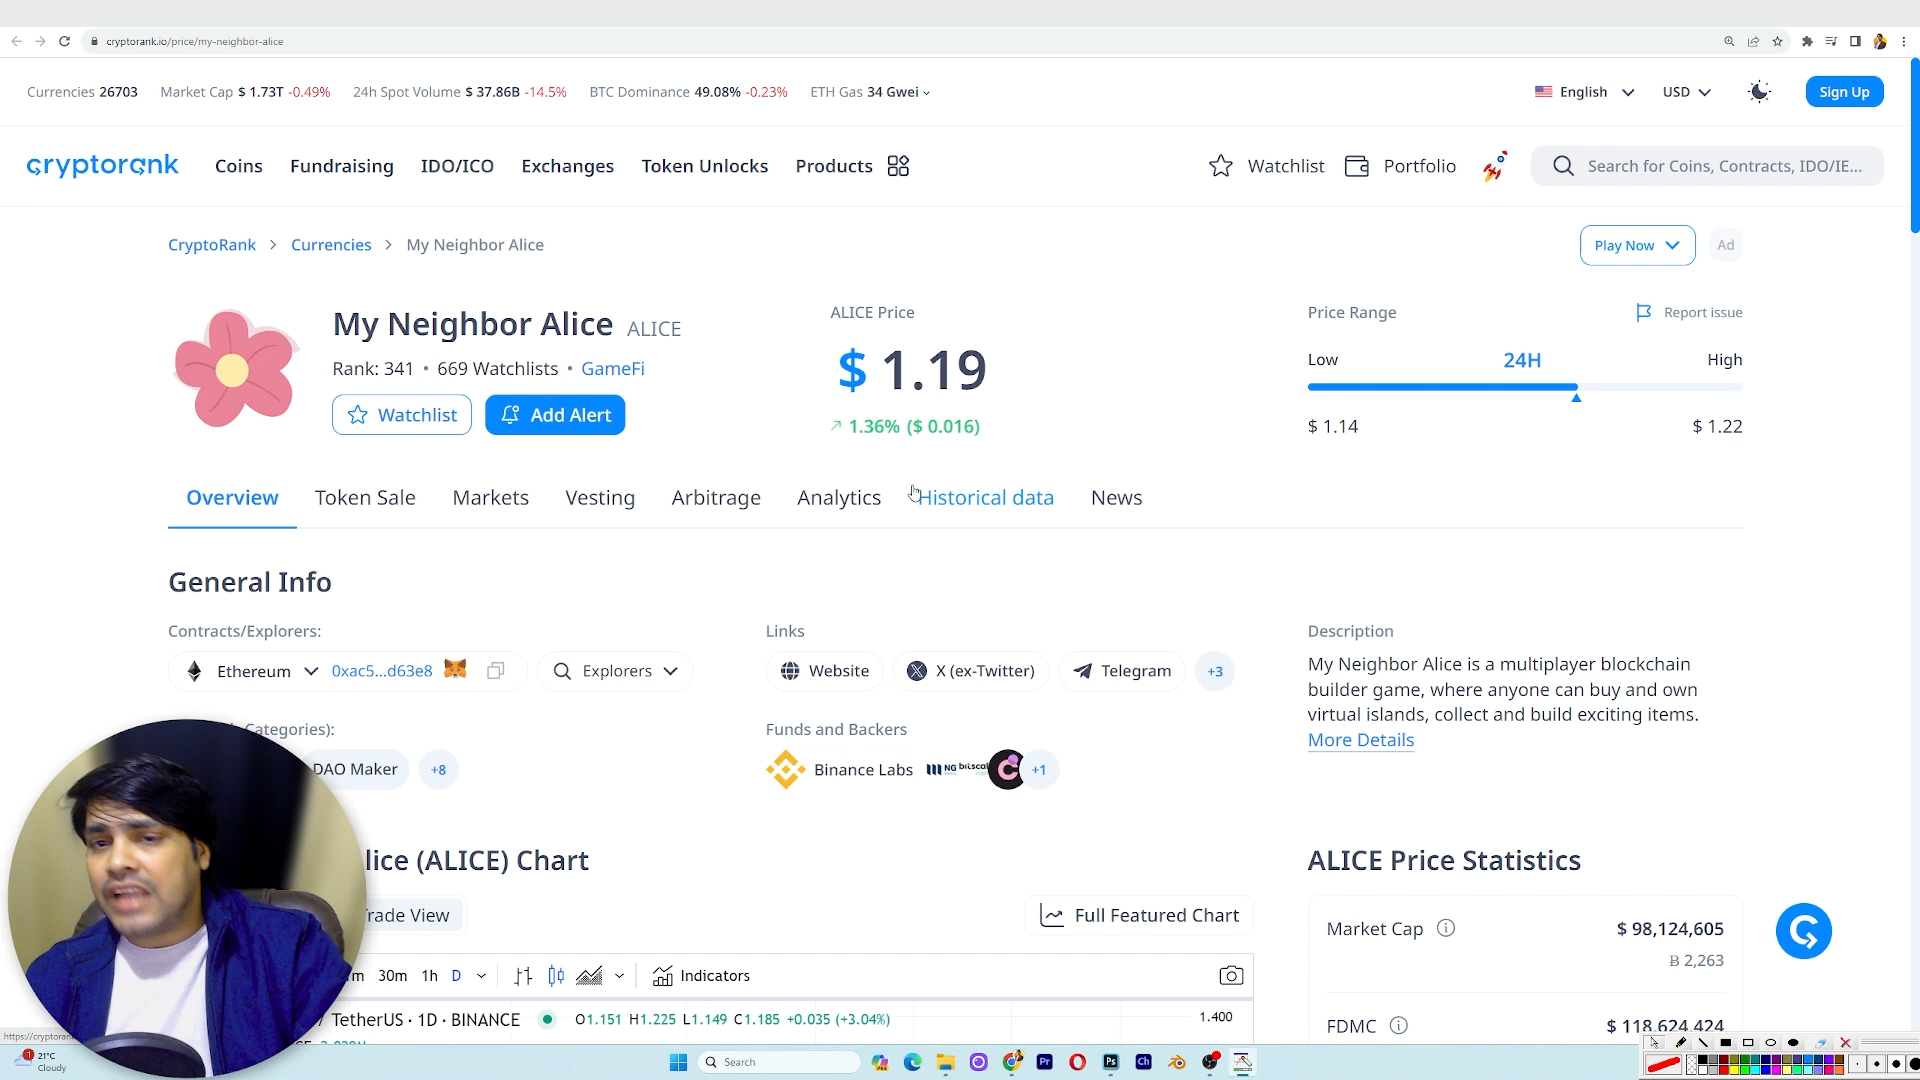 cryptorank.io/price/my-neighbor-alice
Currencies 26703 Market Cap $ 1.73T -0.49% 24h Spot Volume $ 37.86B -14.5% BTC Dominance 49.08% -0.23% ETH Gas 34 Gwei English USD Sign Up
cryptorank Coins Fundraising IDO/ICO Exchanges Token Unlocks Products Watchlist Portfolio Search for Coins, Contracts, IDO/IE...
CryptoRank > Currencies > My Neighbor Alice Play Now Ad
My Neighbor Alice ALICE
Rank: 341 • 669 Watchlists • GameFi
Watchlist Add Alert
ALICE Price
$ 1.19
1.36% ($ 0.016)
Price Range Report issue
Low 24H High
$ 1.14 $ 1.22
Overview Token Sale Markets Vesting Arbitrage Analytics Historical data News
General Info
Contracts/Explorers:
Ethereum 0xac5...d63e8 Explorers
ategories):
DAO Maker +8
Links
Website X (ex-Twitter) Telegram +3
Funds and Backers
Binance Labs NG +1
Description
My Neighbor Alice is a multiplayer blockchain
builder game, where anyone can buy and own
virtual islands, collect and build exciting items.
More Details
lice (ALICE) Chart
rade View Full Featured Chart
m 30m 1h D Indicators
TetherUS · 1D · BINANCE O1.151 H1.225 L1.149 C1.185 +0.035 (+3.04%) 1.400
ALICE Price Statistics
Market Cap $ 98,124,605
Ƀ 2,263
FDMC $ 118,624,424
https://cryptoran
21°C
Cloudy
Search